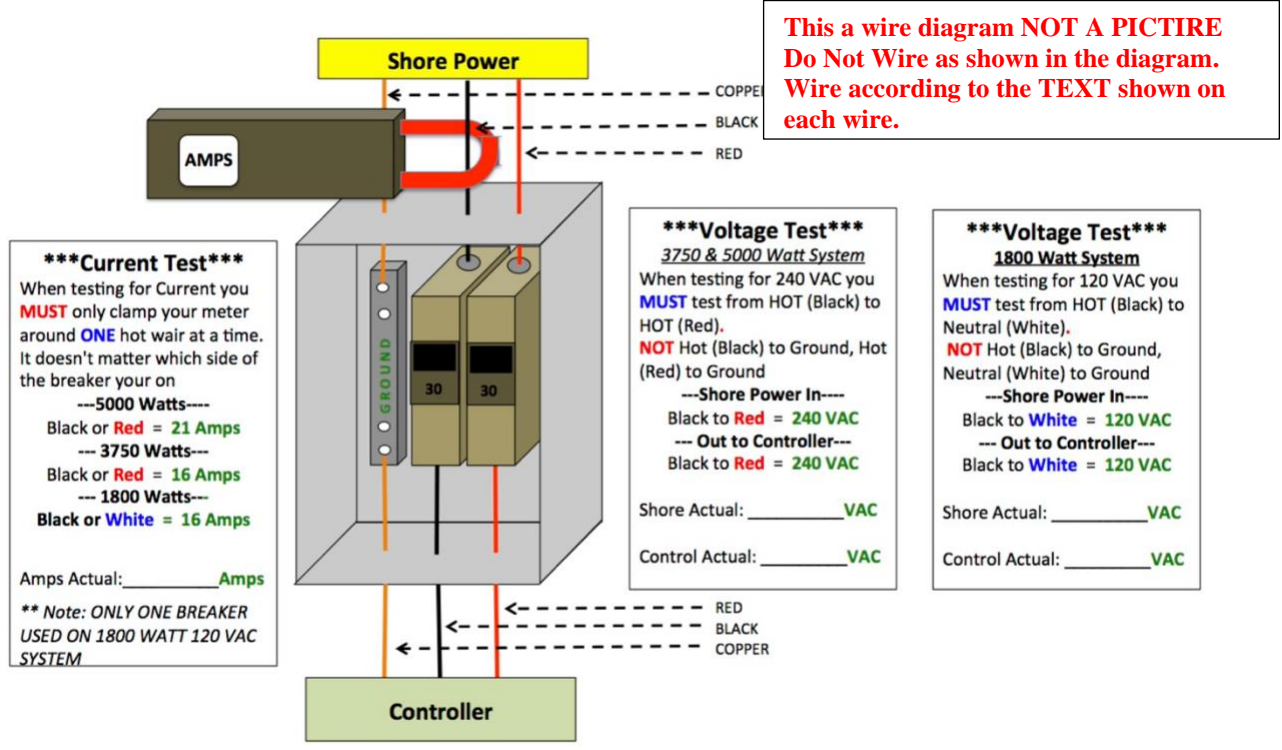 This a wire diagram NOT A PICTIRE
Do Not Wire as shown in the diagram.
Wire according to the TEXT shown on
each wire.
Shore Power
COPPER
BLACK
RED
AMPS
***Current Test***
When testing for Current you
MUST only clamp your meter
around ONE hot wair at a time.
It doesn't matter which side of
the breaker your on
---5000 Watts----
Black or Red = 21 Amps
--- 3750 Watts---
Black or Red = 16 Amps
--- 1800 Watts---
Black or White = 16 Amps
Amps Actual:__________Amps
** Note: ONLY ONE BREAKER
USED ON 1800 WATT 120 VAC
SYSTEM
GROUND
30
30
***Voltage Test***
3750 & 5000 Watt System
When testing for 240 VAC you
MUST test from HOT (Black) to
HOT (Red).
NOT Hot (Black) to Ground, Hot
(Red) to Ground
---Shore Power In----
Black to Red = 240 VAC
--- Out to Controller---
Black to Red = 240 VAC
Shore Actual: __________VAC
Control Actual: _________VAC
***Voltage Test***
1800 Watt System
When testing for 120 VAC you
MUST test from HOT (Black) to
Neutral (White).
NOT Hot (Black) to Ground,
Neutral (White) to Ground
---Shore Power In----
Black to White = 120 VAC
--- Out to Controller---
Black to White = 120 VAC
Shore Actual: __________VAC
Control Actual: _________VAC
RED
BLACK
COPPER
Controller